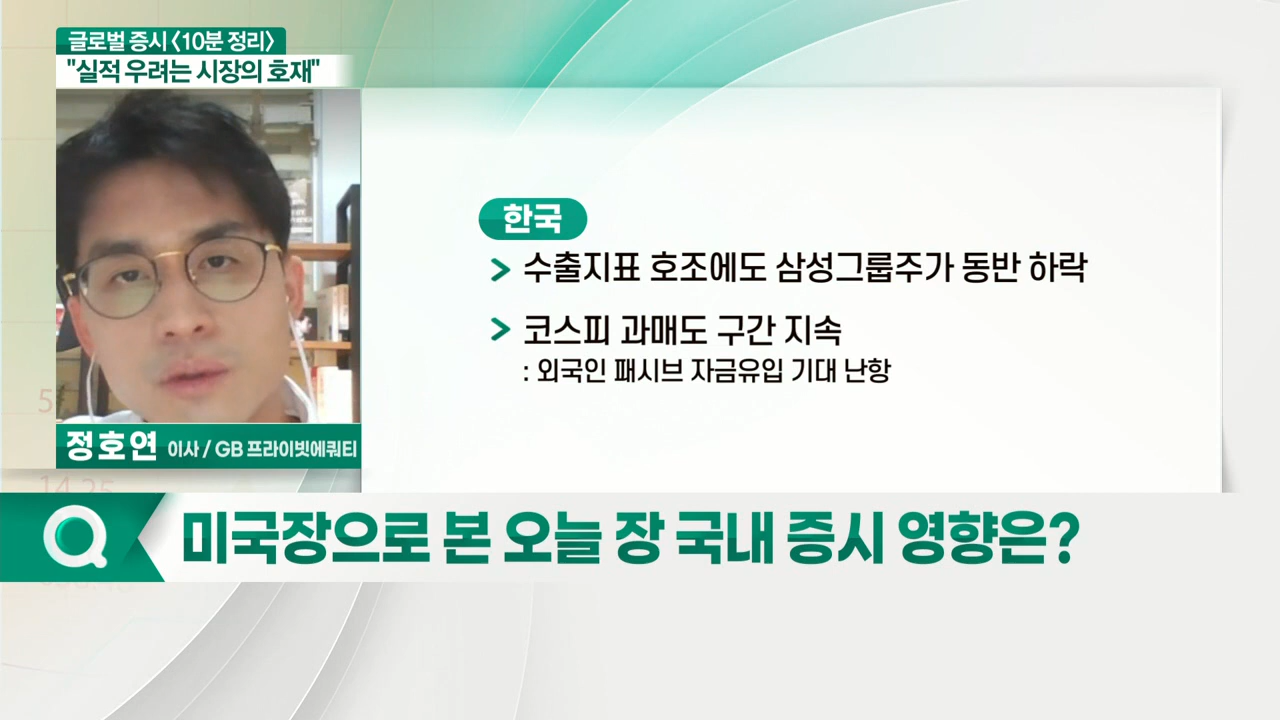 글로벌 증시 <10분 정리>
"실적 우려는 시장의 호재"
한국
수출지표 호조에도 삼성그룹주가 동반 하락
코스피 과매도 구간 지속
: 외국인 패시브 자금유입 기대 난항
정호연 이사 / GB 프라이빗에쿼티
Q 미국장으로 본 오늘 장 국내 증시 영향은?